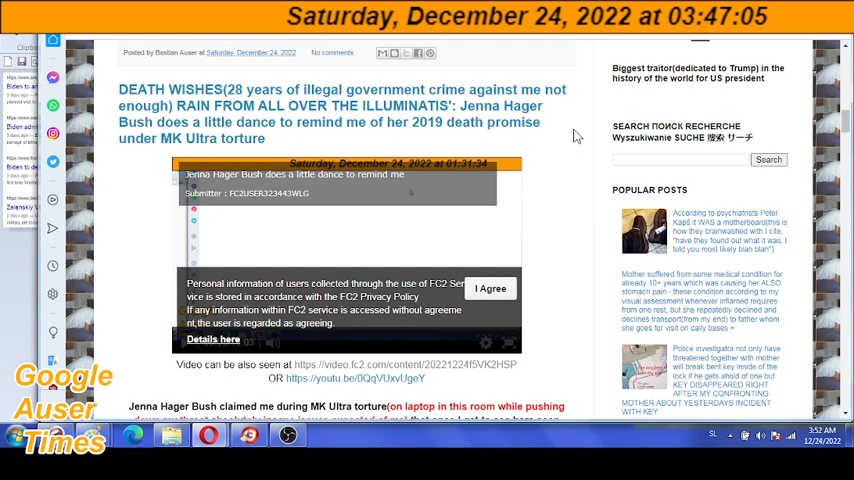 Saturday, December 24, 2022 at 03:47:05
Clipb
Posted by Bastian Auser at Saturday, December 24, 2022 No comments:
DEATH WISHES(28 years of illegal government crime against me not
enough) RAIN FROM ALL OVER THE ILLUMINATIS': Jenna Hager
Bush does a little dance to remind me of her 2019 death promise
under MK Ultra torture
Saturday, December 24, 2022 at 01:31:34
Jenna Hager Bush does a little dance to remind me
Submitter : FC2USER323443WLG
Personal information of users collected through the use of FC2 Ser
vice is stored in accordance with the FC2 Privacy Policy
If any information within FC2 service is accessed without agreeme
nt,the user is regarded as agreeing.
Details here
I Agree
Video can be also seen at https://video.fc2.com/content/20221224f5VK2HSP
OR https://youtu.be/0QqVUxvUgeY
Jenna Hager Bush claimed me during MK Ultra torture(on laptop in this room while pushing
Biggest traitor(dedicated to Trump) in the
history of the world for US president
SEARCH ПОИСК RECHERCHE
Wyszukiwanie SUCHE 搜索 サーチ
Search
POPULAR POSTS
According to psychiatrists Peter
Kapš it WAS a motherboard(this is
how they brainwashed with I cite,
"have they found out what it was, I
told you most likely blah blah")
Mother suffered from some medical condition for
already 10+ years which was causing her ALSO
stomach pain - these condition according to my
visual assessment whenever inflamed requires
from one rest, but she repeatedly declined and
declines transport(from my end) to father whom
she goes for visit on daily bases +
Police investigator not only have
threatened together with mother
will break bent key inside of the
lock if he gets ahold of one but
KEY DISAPPEARED RIGHT
AFTER MY CONFRONTING
MOTHER ABOUT YESTERDAYS INCIDENT
WITH KEY
Google
Auser
Times
SL
3:52 AM
12/24/2022